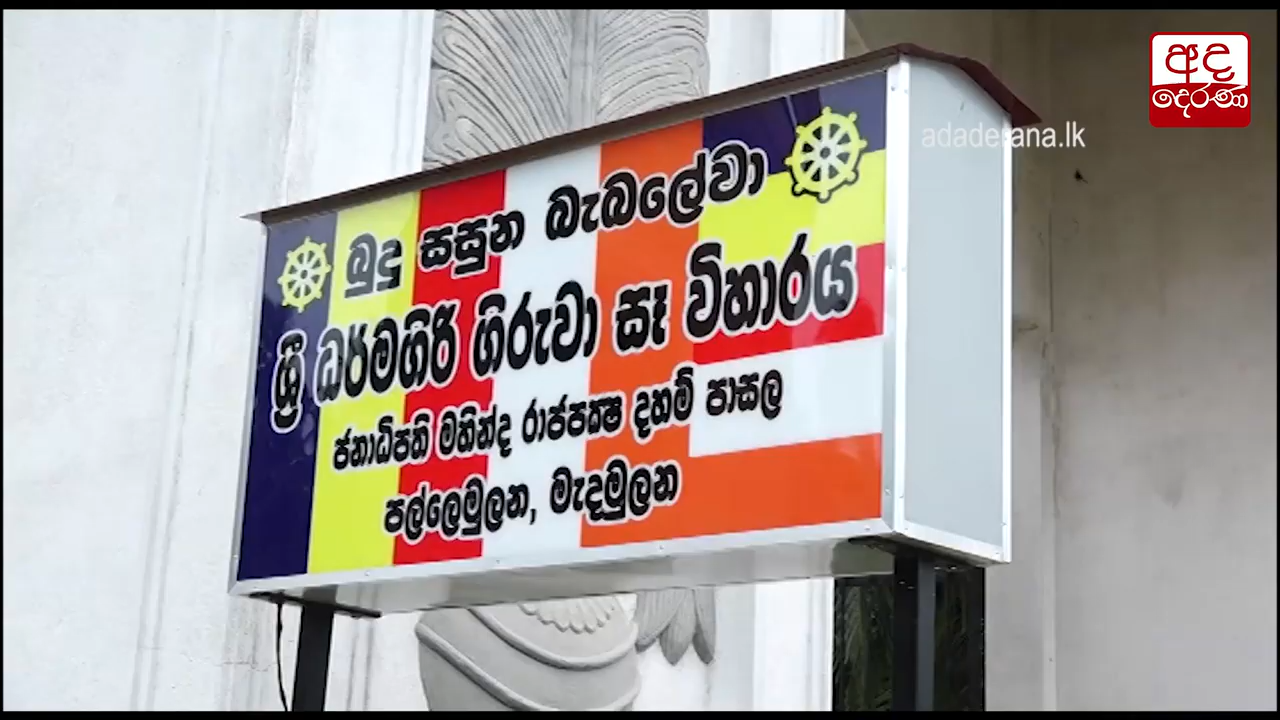 අද
දෙරණ
adaderana.lk
බුදු සසුන බැබලේවා
ශ්‍රී ධර්මගිරි ගිරුවා සෑ විහාරය
ජනාධිපති මහින්ද රාජපක්‍ෂ දහම් පාසල
පල්ලෙමුලන, මැදමුලන